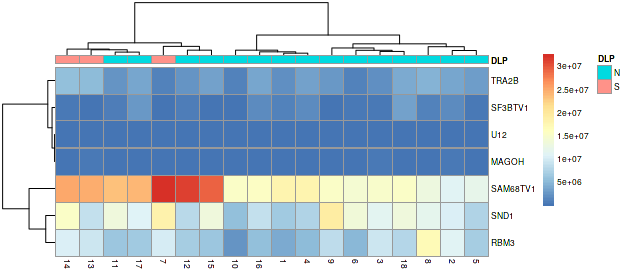 DLP
TRA2B
SF3BTV1
U12
MAGOH
SAM68TV1
SND1
RBM3
14 13 11 17 7 12 15 10 16 1 4 9 6 3 18 8 2 5
3e+07
2.5e+07
2e+07
1.5e+07
1e+07
5e+06
DLP
N
S